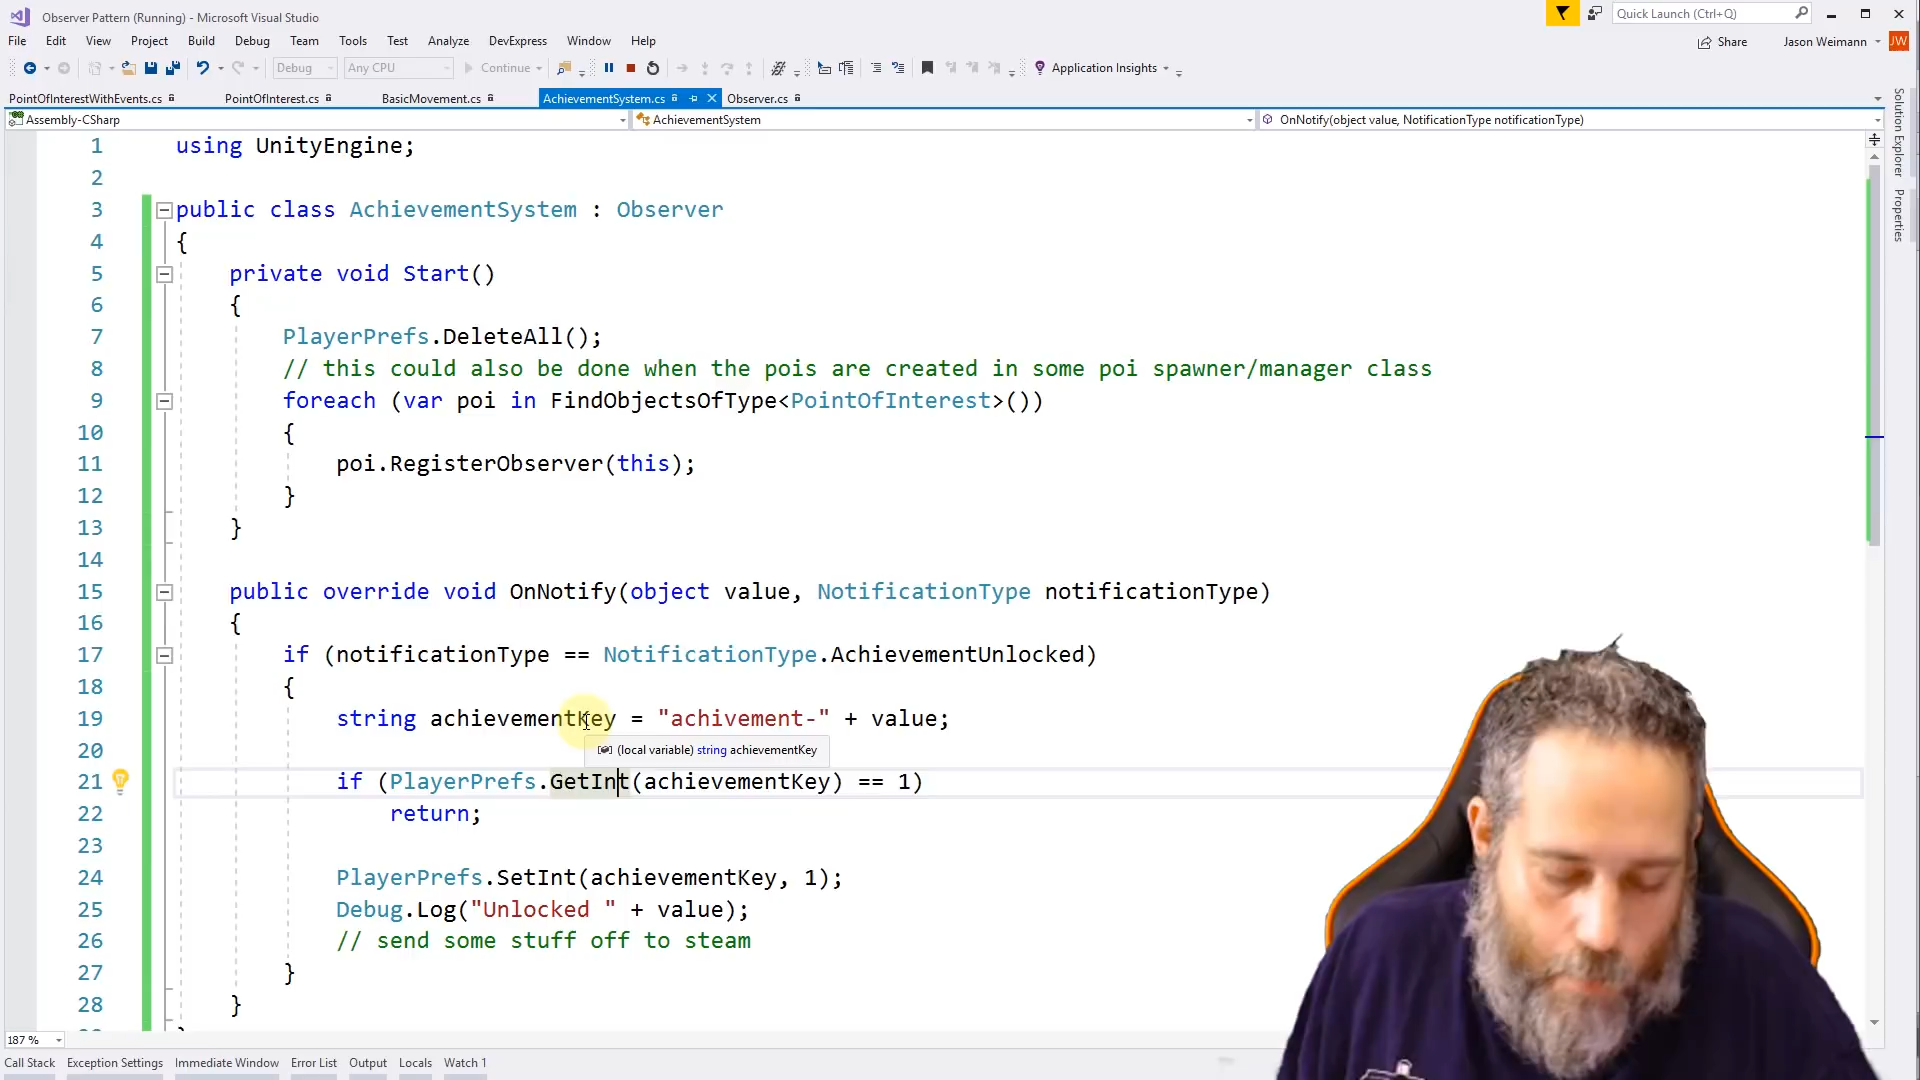 Observer Pattern (Running) - Microsoft Visual Studio
Quick Launch (Ctrl+Q)
File Edit View Project Build Debug Team Tools Test Analyze DevExpress Window Help
Share Jason Weimann JW
Debug Any CPU Continue Application Insights
PointOfInterestWithEvents.cs PointOfInterest.cs BasicMovement.cs AchievementSystem.cs Observer.cs
Assembly-CSharp AchievementSystem OnNotify(object value, NotificationType notificationType)
Solution Explorer
Properties
1 using UnityEngine;
2
3 public class AchievementSystem : Observer
4 {
5 private void Start()
6 {
7 PlayerPrefs.DeleteAll();
8 // this could also be done when the pois are created in some poi spawner/manager class
9 foreach (var poi in FindObjectsOfType<PointOfInterest>())
10 {
11 poi.RegisterObserver(this);
12 }
13 }
14
15 public override void OnNotify(object value, NotificationType notificationType)
16 {
17 if (notificationType == NotificationType.AchievementUnlocked)
18 {
19 string achievementKey = "achivement-" + value;
20
(local variable) string achievementKey
21 if (PlayerPrefs.GetInt(achievementKey) == 1)
22 return;
23
24 PlayerPrefs.SetInt(achievementKey, 1);
25 Debug.Log("Unlocked " + value);
26 // send some stuff off to steam
27 }
28 }
187 %
Call Stack Exception Settings Immediate Window Error List Output Locals Watch 1